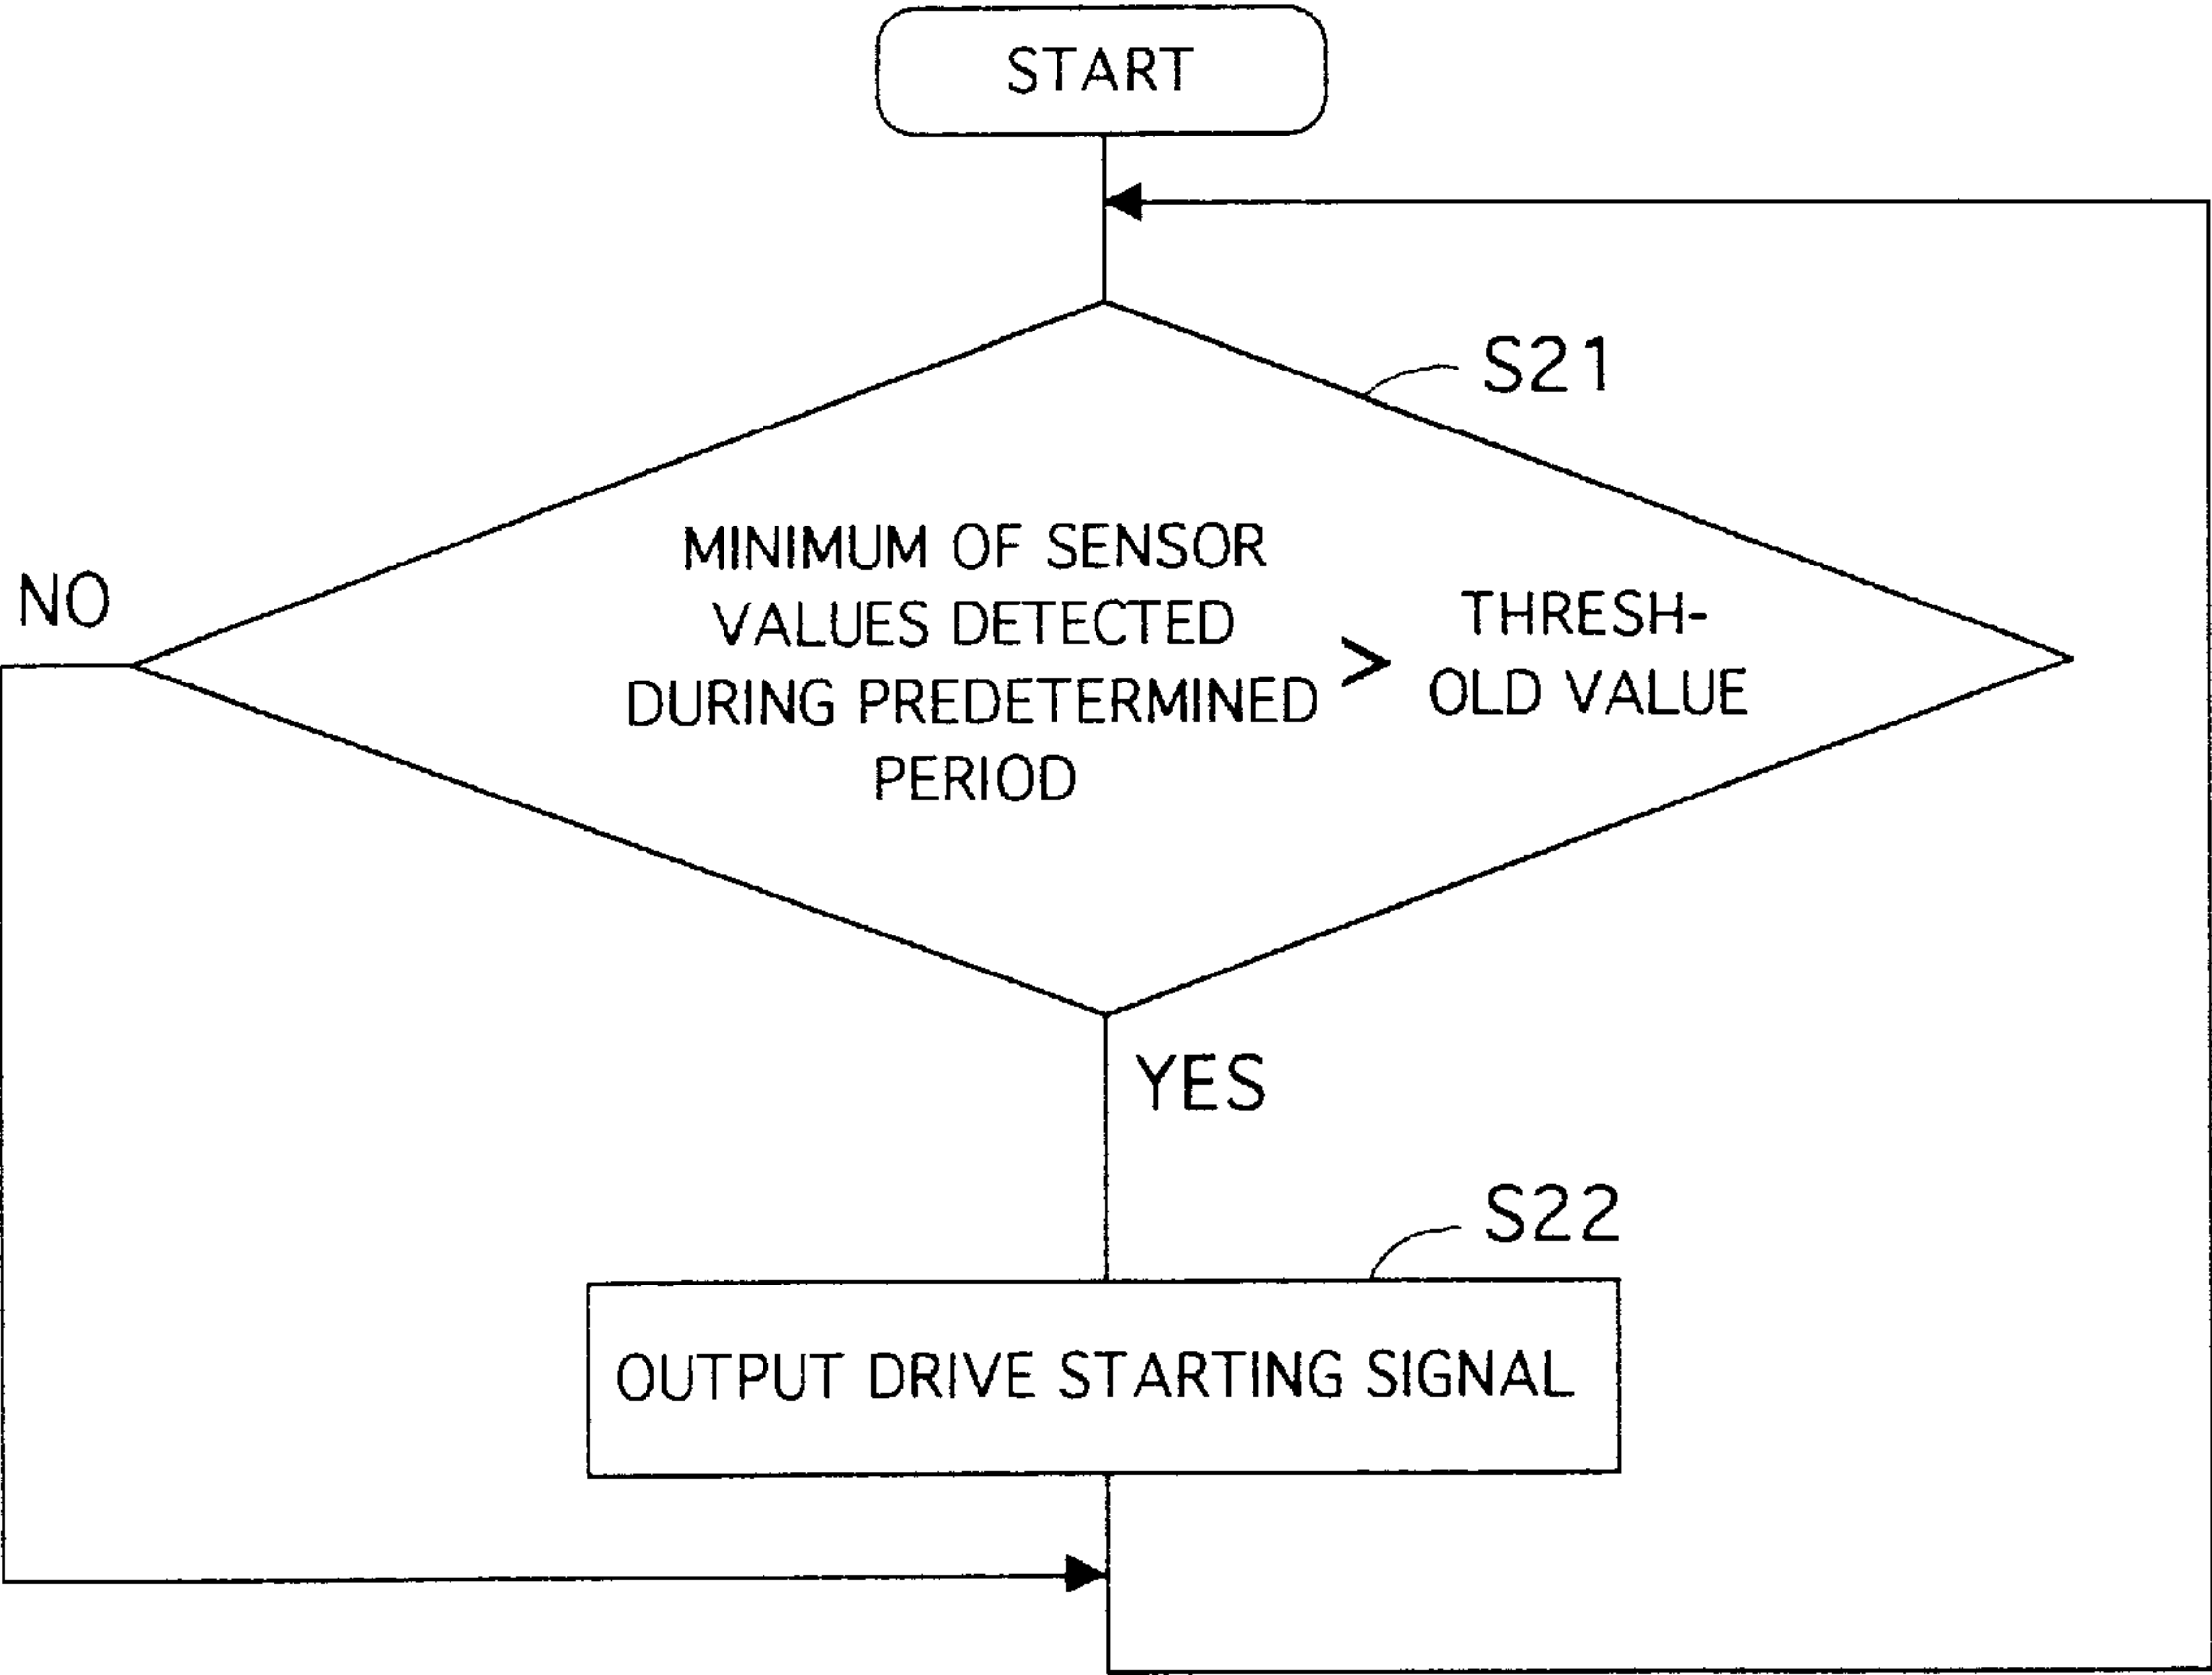 START
S21
MINIMUM OF SENSOR
VALUES DETECTED
DURING PREDETERMINED
PERIOD
>
THRESH-
OLD VALUE
NO
YES
S22
OUTPUT DRIVE STARTING SIGNAL